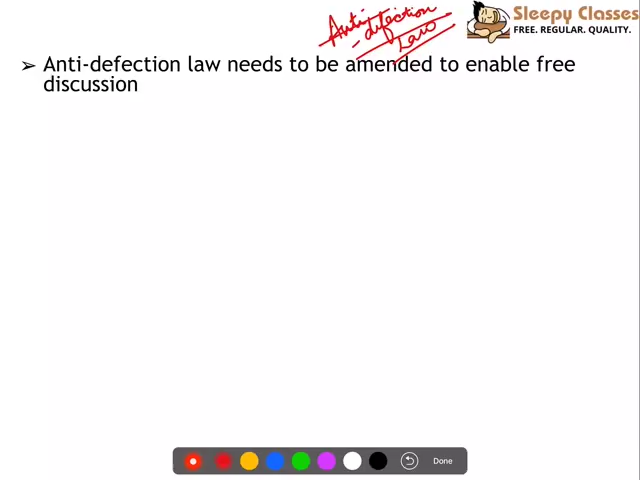 Anti
-defection
Law
Sleepy Classes
FREE. REGULAR. QUALITY.
➢ Anti-defection law needs to be amended to enable free
discussion
Done